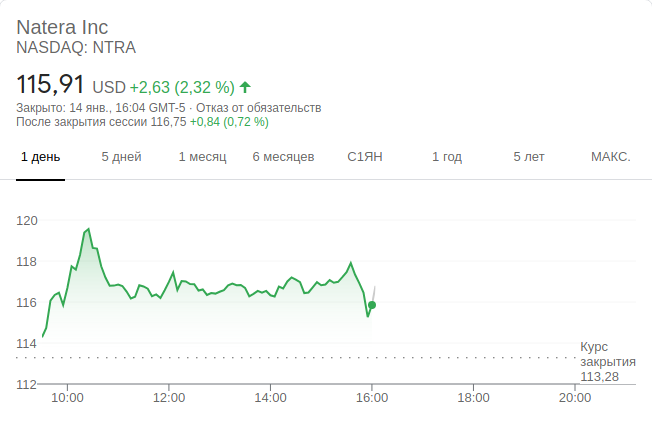 Natera Inc
NASDAQ: NTRA
115,91 USD +2,63 (2,32 %)
Закрыто: 14 янв., 16:04 GMT-5 · Отказ от обязательств
После закрытия сессии 116,75 +0,84 (0,72 %)
1 день 5 дней 1 месяц 6 месяцев С1ЯН 1 год 5 лет МАКС.
120
118
116
114
Курс
закрытия
113,28
112
10:00 12:00 14:00 16:00 18:00 20:00